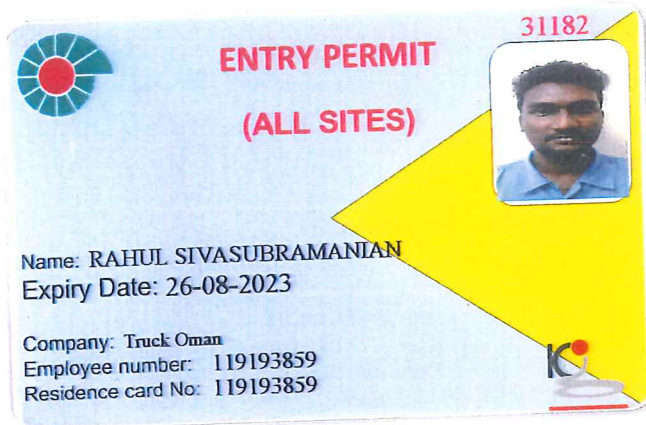 31182
ENTRY PERMIT
(ALL SITES)
Name: RAHUL SIVASUBRAMANIAN
Expiry Date: 26-08-2023
Company: Truck Oman
Employee number: 119193859
Residence card No: 119193859